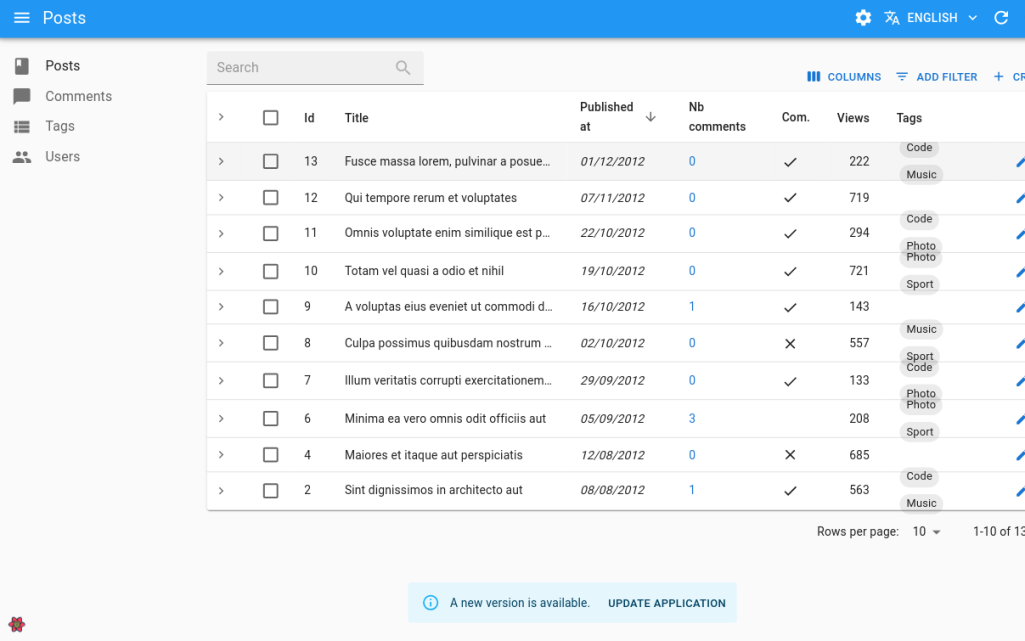 Posts
ENGLISH
Posts
Comments
Tags
Users
Search
COLUMNS
ADD FILTER
Id Title Published at Nb comments Com. Views Tags
13 Fusce massa lorem, pulvinar a posue... 01/12/2012 0 222 Code Music
12 Qui tempore rerum et voluptates 07/11/2012 0 719
11 Omnis voluptate enim similique est p... 22/10/2012 0 294 Code Photo
10 Totam vel quasi a odio et nihil 19/10/2012 0 721 Photo Sport
9 A voluptas eius eveniet ut commodi d... 16/10/2012 1 143
8 Culpa possimus quibusdam nostrum ... 02/10/2012 0 557 Music Sport
7 Illum veritatis corrupti exercitationem... 29/09/2012 0 133 Code Photo
6 Minima ea vero omnis odit officiis aut 05/09/2012 3 208 Photo Sport
4 Maiores et itaque aut perspiciatis 12/08/2012 0 685
2 Sint dignissimos in architecto aut 08/08/2012 1 563 Code Music
Rows per page: 10 1-10 of 13
A new version is available. UPDATE APPLICATION